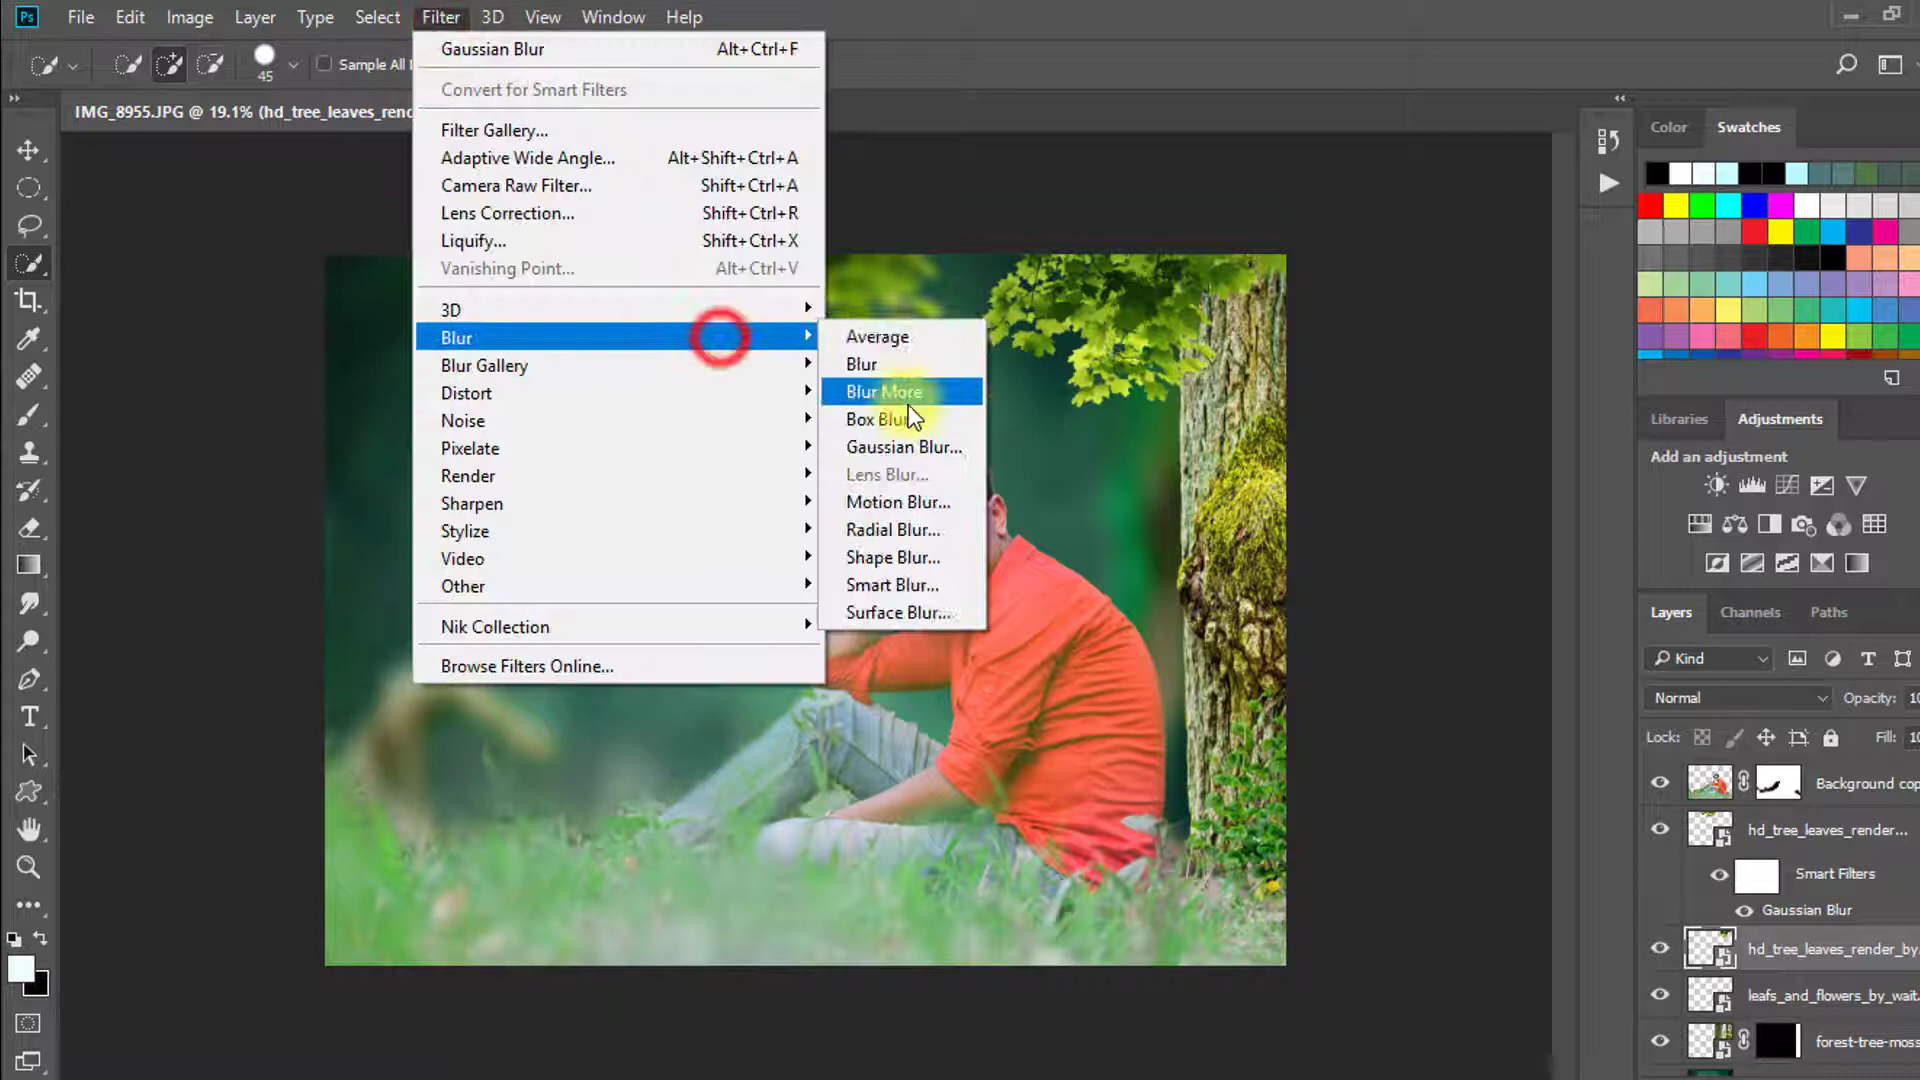 Ps File Edit Image Layer Type Select Filter 3D View Window Help
45 Sample All
IMG_8955.JPG @ 19.1% (hd_tree_leaves_rend
Gaussian Blur Alt+Ctrl+F
Convert for Smart Filters
Filter Gallery...
Adaptive Wide Angle... Alt+Shift+Ctrl+A
Camera Raw Filter... Shift+Ctrl+A
Lens Correction... Shift+Ctrl+R
Liquify... Shift+Ctrl+X
Vanishing Point... Alt+Ctrl+V
3D
Blur
Blur Gallery
Distort
Noise
Pixelate
Render
Sharpen
Stylize
Video
Other
Nik Collection
Browse Filters Online...
Average
Blur
Blur More
Box Blur
Gaussian Blur...
Lens Blur...
Motion Blur...
Radial Blur...
Shape Blur...
Smart Blur...
Surface Blur...
Color Swatches
Libraries Adjustments
Add an adjustment
Layers Channels Paths
Kind
Normal Opacity: 10
Lock: Fill: 10
Background cop
hd_tree_leaves_render...
Smart Filters
Gaussian Blur
hd_tree_leaves_render_by
leafs_and_flowers_by_wait
forest-tree-moss